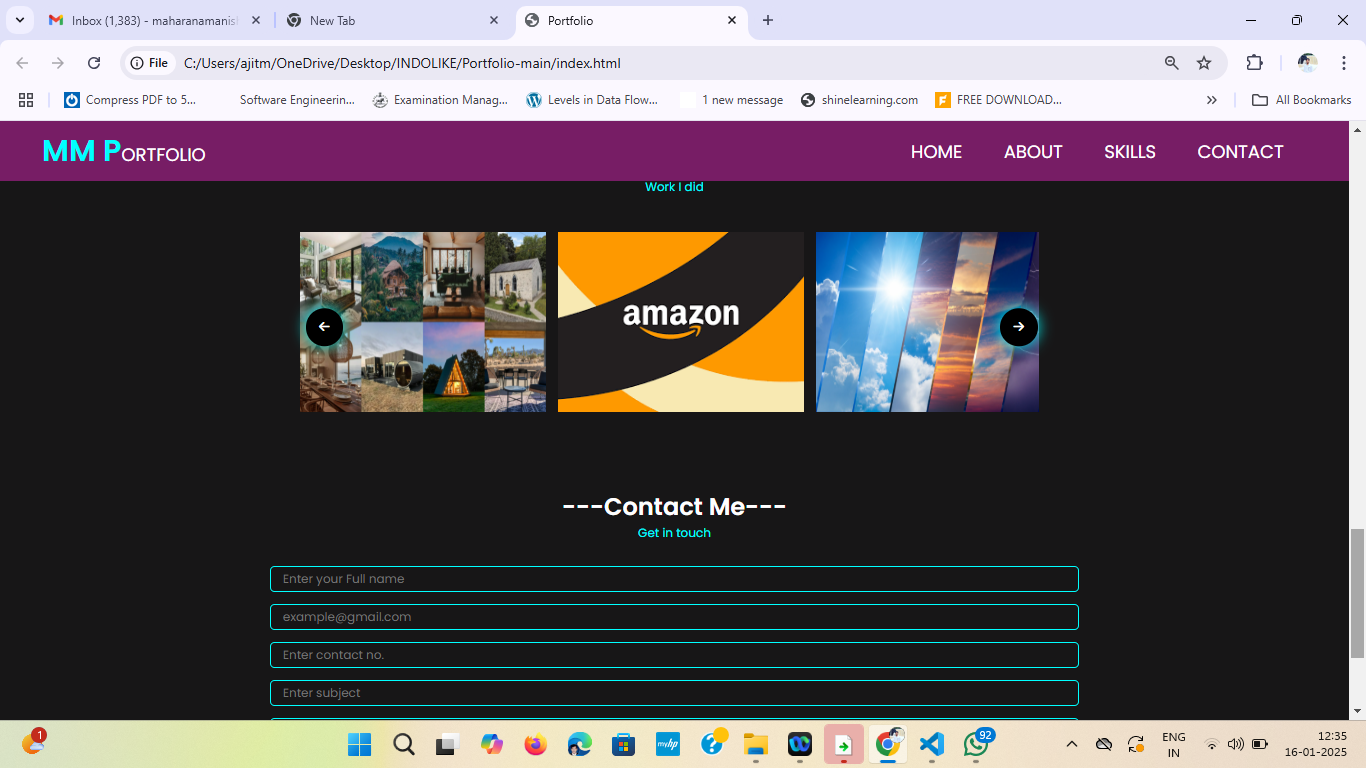 Inbox (1,383) - maharanamanish
New Tab
Portfolio
File
C:/Users/ajitm/OneDrive/Desktop/INDOLIKE/Portfolio-main/index.html
Compress PDF to 5...
Software Engineerin...
Examination Manag...
Levels in Data Flow...
1 new message
shinelearning.com
FREE DOWNLOAD...
All Bookmarks
MM PORTFOLIO
HOME
ABOUT
SKILLS
CONTACT
Work I did
amazon
---Contact Me---
Get in touch
Enter your Full name
example@gmail.com
Enter contact no.
Enter subject
1
myhp
92
ENG
IN
12:35
16-01-2025